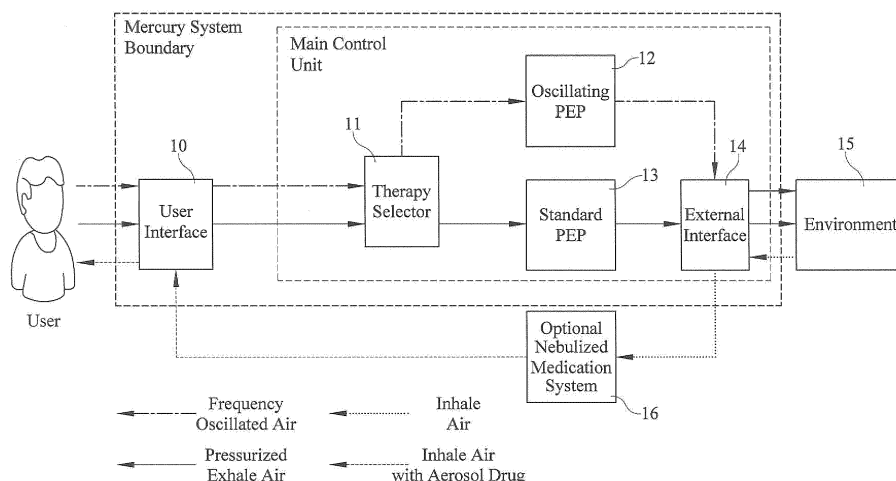 Mercury System
Boundary
Main Control
Unit
12
Oscillating
PEP
10
11
13
14
15
User
Interface
Therapy
Selector
Standard
PEP
External
Interface
Environment
User
Optional
Nebulized
Medication
System
16
Frequency
Oscillated Air
Inhale
Air
Pressurized
Exhale Air
Inhale Air
with Aerosol Drug